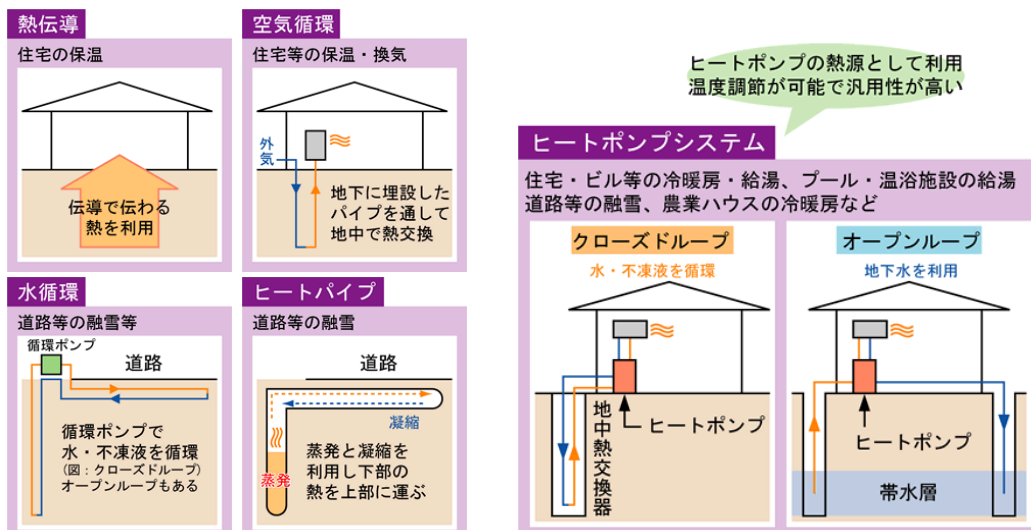 熱伝導
住宅の保温
伝導で伝わる
熱を利用
空気循環
住宅等の保温・換気
外
気
地下に埋設した
パイプを通して
地中で熱交換
水循環
道路等の融雪等
循環ポンプ
道路
循環ポンプで
水・不凍液を循環
(図：クローズドループ)
オープンループもある
ヒートパイプ
道路等の融雪
道路
凝縮
蒸発と凝縮を
利用し下部の
熱を上部に運ぶ
蒸発
ヒートポンプの熱源として利用
温度調節が可能で汎用性が高い
ヒートポンプシステム
住宅・ビル等の冷暖房・給湯、プール・温浴施設の給湯
道路等の融雪、農業ハウスの冷暖房など
クローズドループ
水・不凍液を循環
ヒートポンプ
地中熱交換器
オープンループ
地下水を利用
ヒートポンプ
帯水層